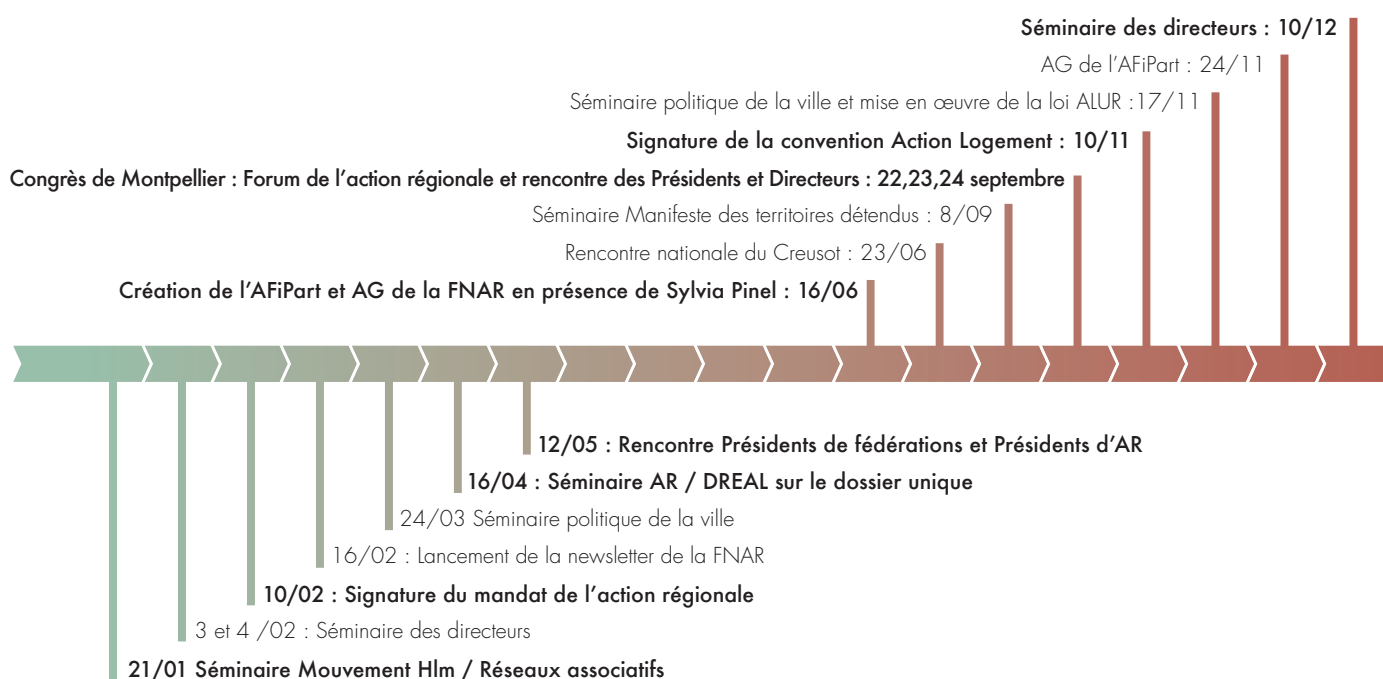 Séminaire des directeurs : 10/12
AG de l’AFiPart : 24/11
Séminaire politique de la ville et mise en œuvre de la loi ALUR :17/11
Signature de la convention Action Logement : 10/11
Congrès de Montpellier : Forum de l’action régionale et rencontre des Présidents et Directeurs : 22,23,24 septembre
Séminaire Manifeste des territoires détendus : 8/09
Rencontre nationale du Creusot : 23/06
Création de l’AFiPart et AG de la FNAR en présence de Sylvia Pinel : 16/06
12/05 : Rencontre Présidents de fédérations et Présidents d’AR
16/04 : Séminaire AR / DREAL sur le dossier unique
24/03 Séminaire politique de la ville
16/02 : Lancement de la newsletter de la FNAR
10/02 : Signature du mandat de l’action régionale
3 et 4 /02 : Séminaire des directeurs
21/01 Séminaire Mouvement Hlm / Réseaux associatifs